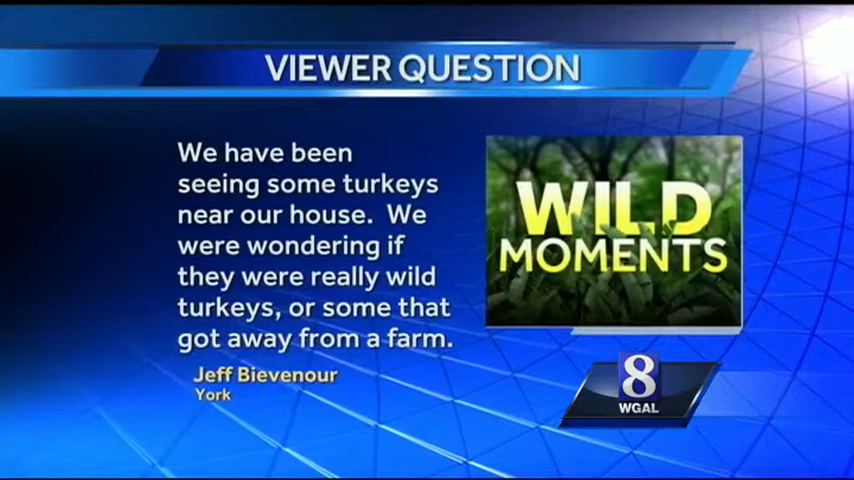 VIEWER QUESTION
We have been
seeing some turkeys
near our house.  We
were wondering if
they were really wild
turkeys, or some that
got away from a farm.
Jeff Bievenour
York
WILD
MOMENTS
8
WGAL